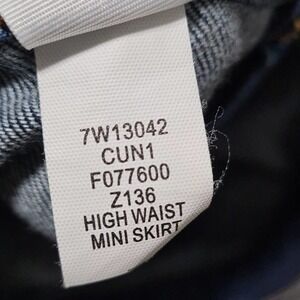 7W13042
CUN1
F077600
Z136
HIGH WAIST
MINI SKIRT